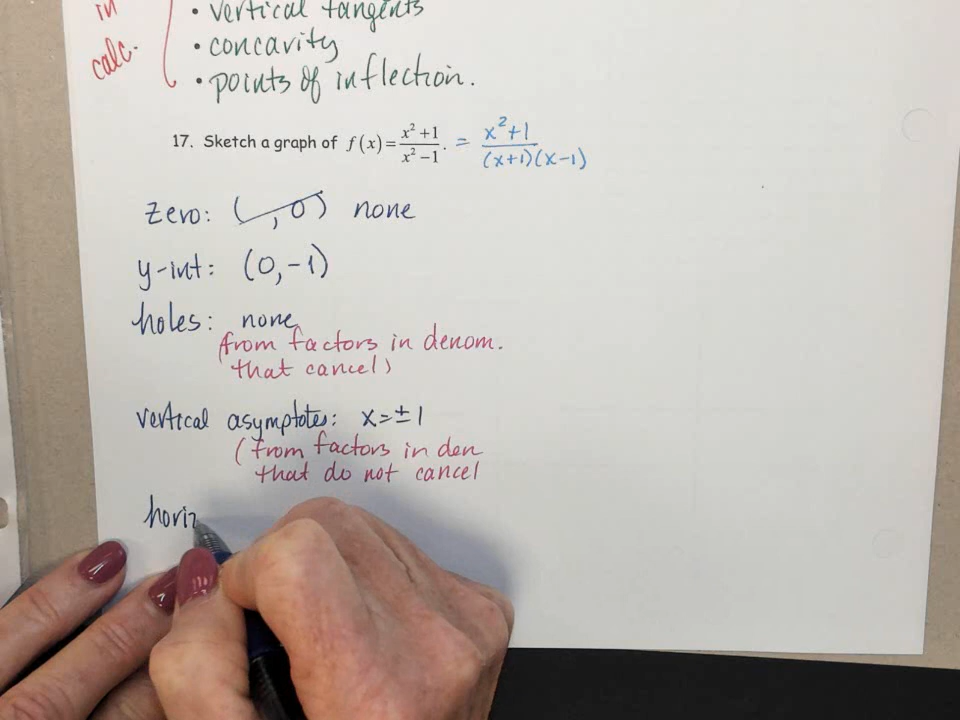 in
calc.
• vertical tangents
• concavity
• points of inflection.
17. Sketch a graph of f(x) = x²+1 / x²−1 . = x²+1 / (x+1)(x−1)
zero: ( , 0) none
y-int: (0, −1)
holes: none
(from factors in denom.
that cancel)
vertical asymptotes: x = ± 1
(from factors in den
that do not cancel
horiz